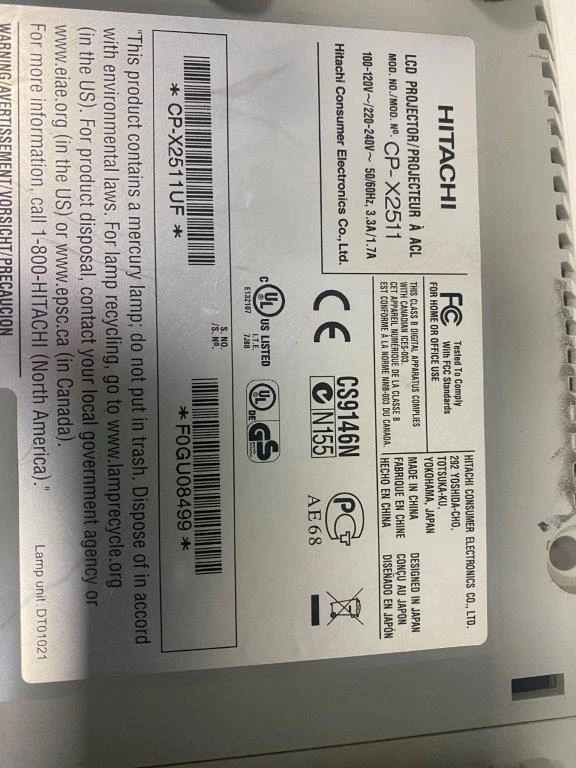 HITACHI
LCD PROJECTOR/PROJECTEUR À ACL
MOD. NO./MOD. Nº. CP-X2511
100-120V~/220-240V~ 50/60Hz, 3.3A/1.7A
Hitachi Consumer Electronics Co., Ltd.
FC Tested To Comply
With FCC Standards
FOR HOME OR OFFICE USE
THIS CLASS B DIGITAL APPARATUS COMPLIES
WITH CANADIAN ICES-003.
CET APPAREIL NUMÉRIQUE DE LA CLASSE B
EST CONFORME À LA NORME NMB-003 DU CANADA.
HITACHI CONSUMER ELECTRONICS CO., LTD.
292 YOSHIDA-CHO,
TOTSUKA-KU,
YOKOHAMA, JAPAN
MADE IN CHINA
FABRIQUE EN CHINE
HECHO EN CHINA
DESIGNED IN JAPAN
CONÇU AU JAPON
DISEÑADO EN JAPÓN
CE
CS9146N
N155
PCT
AE68
C UL US LISTED
E132107
I.T.E.
7J88
UL DE
GS
* CP-X2511UF *
S. NO.
/S. Nº.
*F0GU08499*
"This product contains a mercury lamp; do not put in trash. Dispose of in accord
with environmental laws. For lamp recycling, go to www.lamprecycle.org
(in the US). For product disposal, contact your local government agency or
www.eiae.org (in the US) or www.epsc.ca (in Canada).
For more information, call 1-800-HITACHI (North America)."
Lamp unit : DT01021
WARNING/AVERTISSEMENT/VORSICHT/PRECAUCION